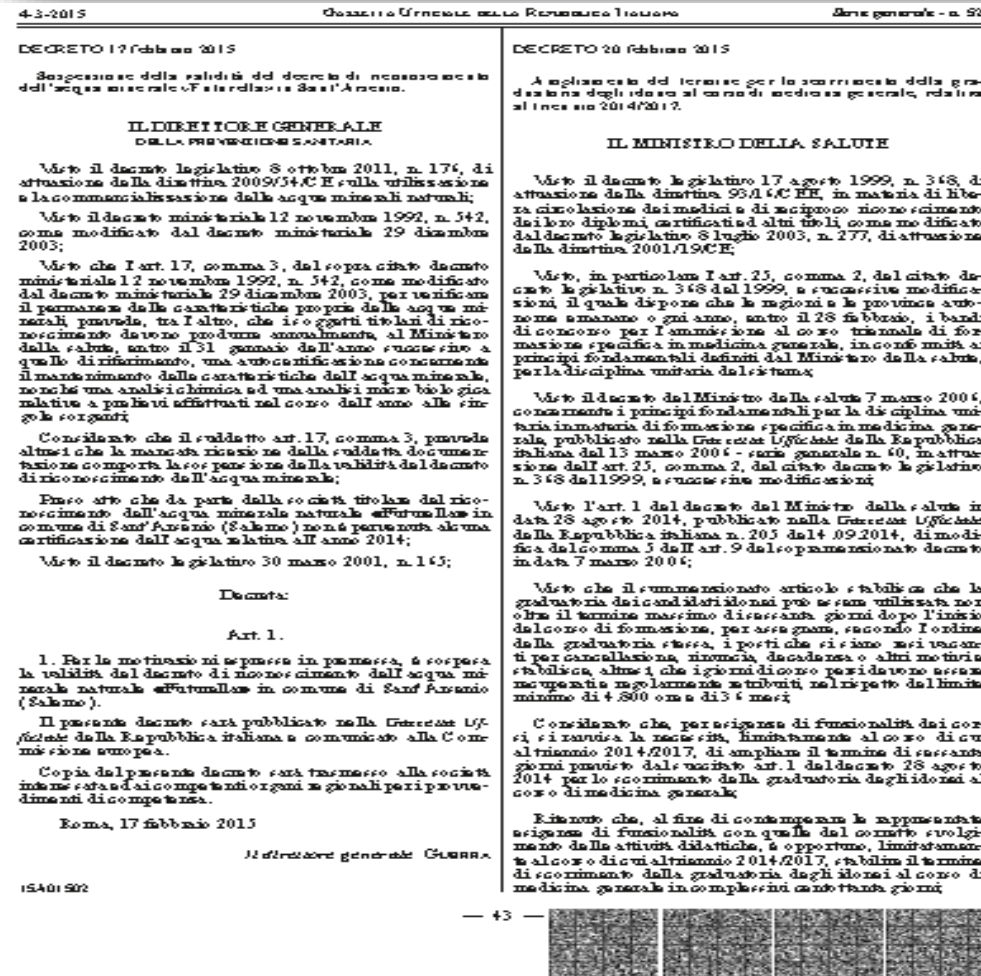 4-3-2015
GAZZETTA UFFICIALE DELLA REPUBBLICA ITALIANA
Serie generale - n. 52
DECRETO 17 febbraio 2015
Sospensione della validità del decreto di riconoscimento
dell'acqua minerale «Futurella» in Sant'Arsenio.
IL DIRETTORE GENERALE
DELLA PREVENZIONE SANITARIA
Visto il decreto legislativo 8 ottobre 2011, n. 176, di
attuazione della direttiva 2009/54/CE sulla utilizzazione
e la commercializzazione delle acque minerali naturali;
Visto il decreto ministeriale 12 novembre 1992, n. 542,
come modificato dal decreto ministeriale 29 dicembre
2003;
Visto che l'art. 17, comma 3, del sopra citato decreto
ministeriale 12 novembre 1992, n. 542, come modificato
dal decreto ministeriale 29 dicembre 2003, per verificare
il permanere delle caratteristiche proprie delle acque mi-
nerali, prevede, tra l'altro, che i soggetti titolari di rico-
noscimento devono produrre annualmente, al Ministero
della salute, entro il 31 gennaio dell'anno successivo a
quello di riferimento, una autocertificazione concernente
il mantenimento delle caratteristiche dell'acqua minerale,
nonché una analisi chimica ed una analisi microbiologica
relative a prelievi effettuati nel corso dell'anno alle sin-
gole sorgenti;
Considerato che il suddetto art. 17, comma 3, prevede
altresì che la mancata ricezione della suddetta documen-
tazione comporta la sospensione della validità del decreto
di riconoscimento dell'acqua minerale;
Preso atto che da parte della società titolare del rico-
noscimento dell'acqua minerale naturale «Futurella» in
comune di Sant'Arsenio (Salerno) non è pervenuta alcuna
certificazione dell'acqua relativa all'anno 2014;
Visto il decreto legislativo 30 marzo 2001, n. 165;
Decreta:
Art. 1.
1. Per le motivazioni espresse in premessa, è sospesa
la validità del decreto di riconoscimento dell'acqua mi-
nerale naturale «Futurella» in comune di Sant'Arsenio
(Salerno).
Il presente decreto sarà pubblicato nella Gazzetta Uf-
ficiale della Repubblica italiana e comunicato alla Com-
missione europea.
Copia del presente decreto sarà trasmesso alla società
interessata ed ai competenti organi regionali per i provve-
dimenti di competenza.
Roma, 17 febbraio 2015
Il direttore generale: GUERRA
15A01502
DECRETO 20 febbraio 2015
Ampliamento del termine per lo scorrimento della gra-
duatoria degli idonei al corso di medicina generale, relativa
al triennio 2014/2017.
IL MINISTRO DELLA SALUTE
Visto il decreto legislativo 17 agosto 1999, n. 368, di
attuazione della direttiva 93/16/CEE, in materia di libe-
ra circolazione dei medici e di reciproco riconoscimento
dei loro diplomi, certificati ed altri titoli, come modificato
dal decreto legislativo 8 luglio 2003, n. 277, di attuazione
della direttiva 2001/19/CE;
Visto, in particolare l'art. 25, comma 2, del citato de-
creto legislativo n. 368 del 1999, e successive modifica-
zioni, il quale dispone che le regioni e le province auto-
nome emanano ogni anno, entro il 28 febbraio, i bandi
di concorso per l'ammissione al corso triennale di for-
mazione specifica in medicina generale, in conformità ai
principi fondamentali definiti dal Ministero della salute,
per la disciplina unitaria del sistema;
Visto il decreto del Ministro della salute 7 marzo 2006,
concernente i principi fondamentali per la disciplina uni-
taria in materia di formazione specifica in medicina gene-
rale, pubblicato nella Gazzetta Ufficiale della Repubblica
italiana del 13 marzo 2006 - serie generale n. 60, in attua-
zione dell'art. 25, comma 2, del citato decreto legislativo
n. 368 del 1999, e successive modificazioni;
Visto l'art. 1 del decreto del Ministro della salute in
data 28 agosto 2014, pubblicato nella Gazzetta Ufficiale
della Repubblica italiana n. 205 del 4.09.2014, di modi-
fica del comma 5 dell'art. 9 del sopramenzionato decreto
in data 7 marzo 2006;
Visto che il summenzionato articolo stabilisce che la
graduatoria dei candidati idonei può essere utilizzata non
oltre il termine massimo di sessanta giorni dopo l'inizio
del corso di formazione, per assegnare, secondo l'ordine
della graduatoria stessa, i posti che si siano resi vacan-
ti per cancellazione, rinuncia, decadenza o altri motivi e
stabilisce, altresì, che i giorni di corso persi devono essere
recuperati e regolarmente retribuiti, nel rispetto del limite
minimo di 4.800 ore e di 36 mesi;
Considerato che, per esigenze di funzionalità dei cor-
si, si ravvisa la necessità, limitatamente al corso di cui
al triennio 2014/2017, di ampliare il termine di sessanta
giorni previsto dal succitato art. 1 del decreto 28 agosto
2014 per lo scorrimento della graduatoria degli idonei al
corso di medicina generale;
Ritenuto che, al fine di contemperare le rappresentate
esigenze di funzionalità con quelle del corretto svolgi-
mento delle attività didattiche, è opportuno, limitatamen-
te al corso di cui al triennio 2014/2017, stabilire il termine
di scorrimento della graduatoria degli idonei al corso di
medicina generale in complessivi centottanta giorni;
— 43 —